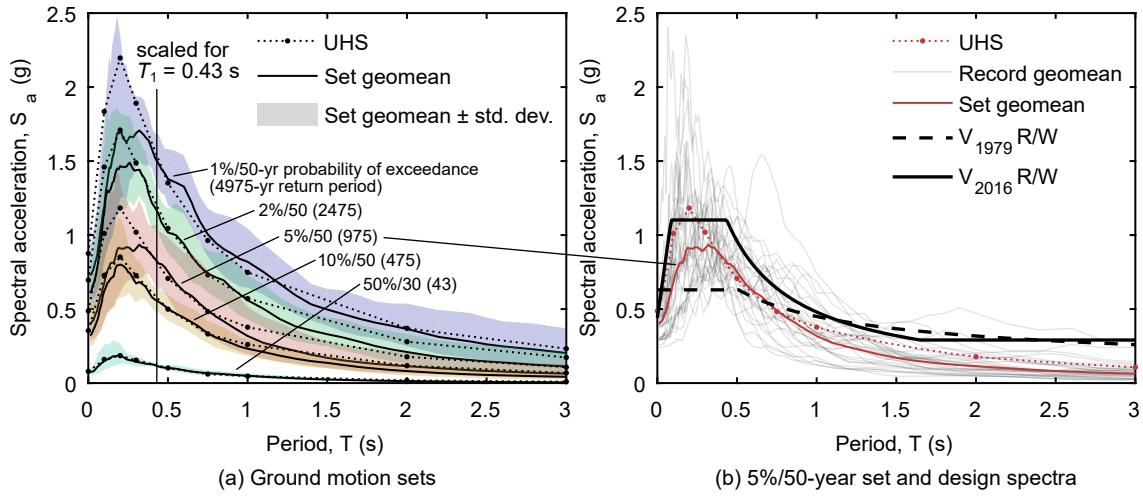 2.5
2
1.5
1
0.5
0
Spectral acceleration, S a (g)
scaled for
T1 = 0.43 s
UHS
Set geomean
Set geomean ± std. dev.
1%/50-yr probability of exceedance
(4975-yr return period)
2%/50 (2475)
5%/50 (975)
10%/50 (475)
50%/30 (43)
0 0.5 1 1.5 2 2.5 3
Period, T (s)
(a) Ground motion sets
2.5
2
1.5
1
0.5
0
Spectral acceleration, S a (g)
UHS
Record geomean
Set geomean
V1979 R/W
V2016 R/W
0 0.5 1 1.5 2 2.5 3
Period, T (s)
(b) 5%/50-year set and design spectra